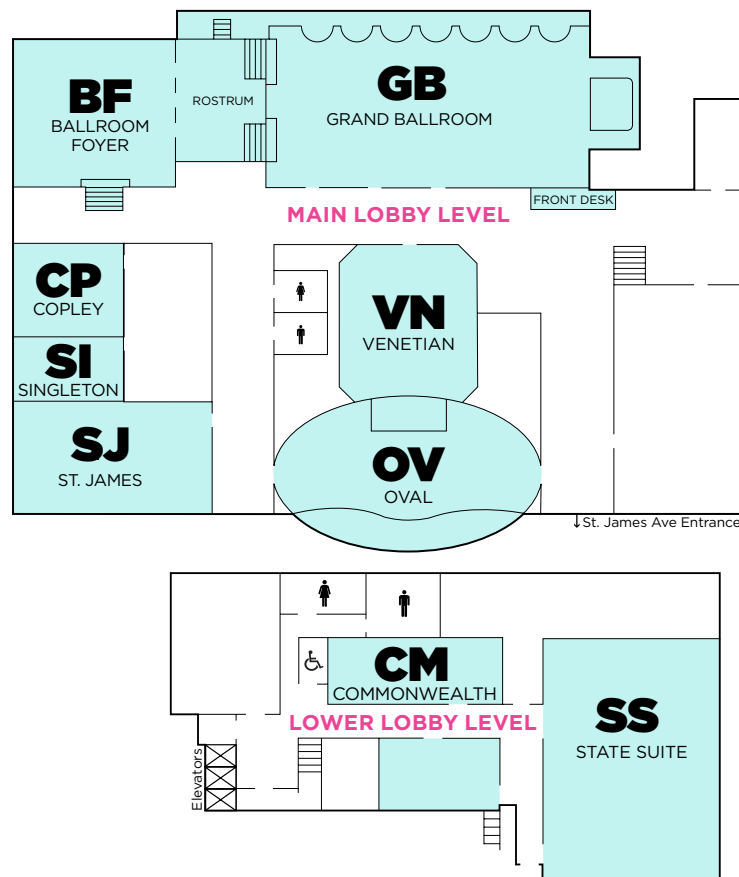 BF
BALLROOM
FOYER
ROSTRUM
GB
GRAND BALLROOM
FRONT DESK
MAIN LOBBY LEVEL
CP
COPLEY
SI
SINGLETON
SJ
ST. JAMES
VN
VENETIAN
OV
OVAL
↓St. James Ave Entrance
CM
COMMONWEALTH
LOWER LOBBY LEVEL
SS
STATE SUITE
Elevators